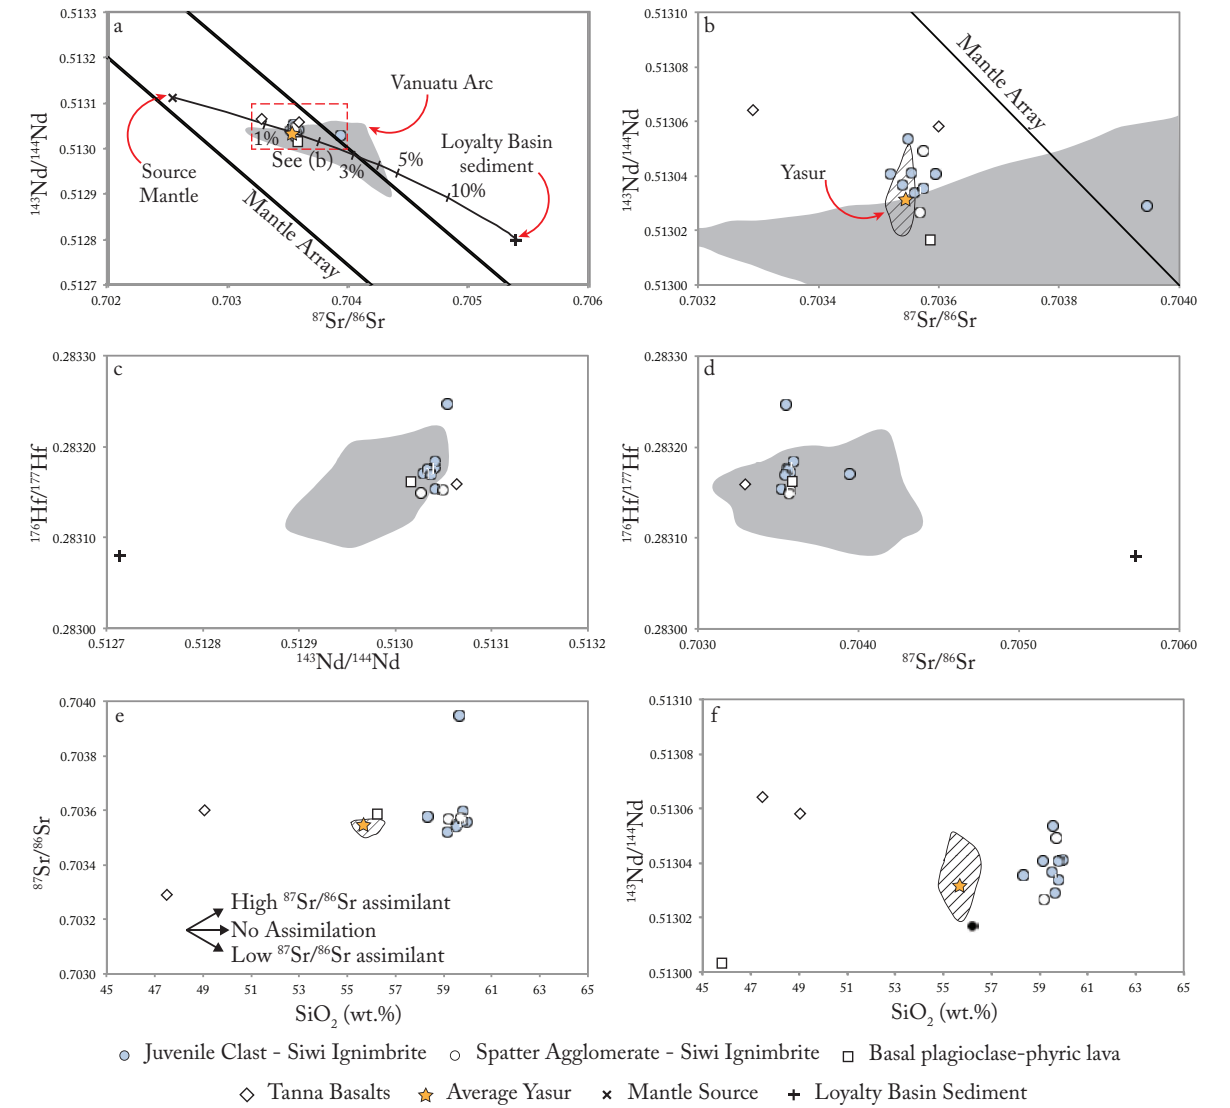 a
0.5133
0.5132
0.5131
0.5130
0.5129
0.5128
0.5127
143Nd/144Nd
Vanuatu Arc
Loyalty Basin
sediment
1%
See (b)
3%
5%
10%
Source
Mantle
Mantle Array
0.702
0.703
0.704
0.705
0.706
87Sr/86Sr
b
0.51310
0.51308
0.51306
0.51304
0.51302
0.51300
143Nd/144Nd
Mantle Array
Yasur
0.7032
0.7034
0.7036
0.7038
0.7040
87Sr/86Sr
c
0.28330
0.28320
0.28310
0.28300
176Hf/177Hf
0.5127
0.5128
0.5129
0.5130
0.5131
0.5132
143Nd/144Nd
d
0.28330
0.28320
0.28310
0.28300
176Hf/177Hf
0.7030
0.7040
0.7050
0.7060
87Sr/86Sr
e
0.7040
0.7038
0.7036
0.7034
0.7032
0.7030
87Sr/86Sr
High 87Sr/86Sr assimilant
No Assimilation
Low 87Sr/86Sr assimilant
45
47
49
51
53
55
57
59
61
63
65
SiO2 (wt.%)
f
0.51310
0.51308
0.51306
0.51304
0.51302
0.51300
143Nd/144Nd
45
47
49
51
53
55
57
59
61
63
65
SiO2 (wt.%)
Juvenile Clast - Siwi Ignimbrite
Spatter Agglomerate - Siwi Ignimbrite
Basal plagioclase-phyric lava
Tanna Basalts
Average Yasur
Mantle Source
Loyalty Basin Sediment